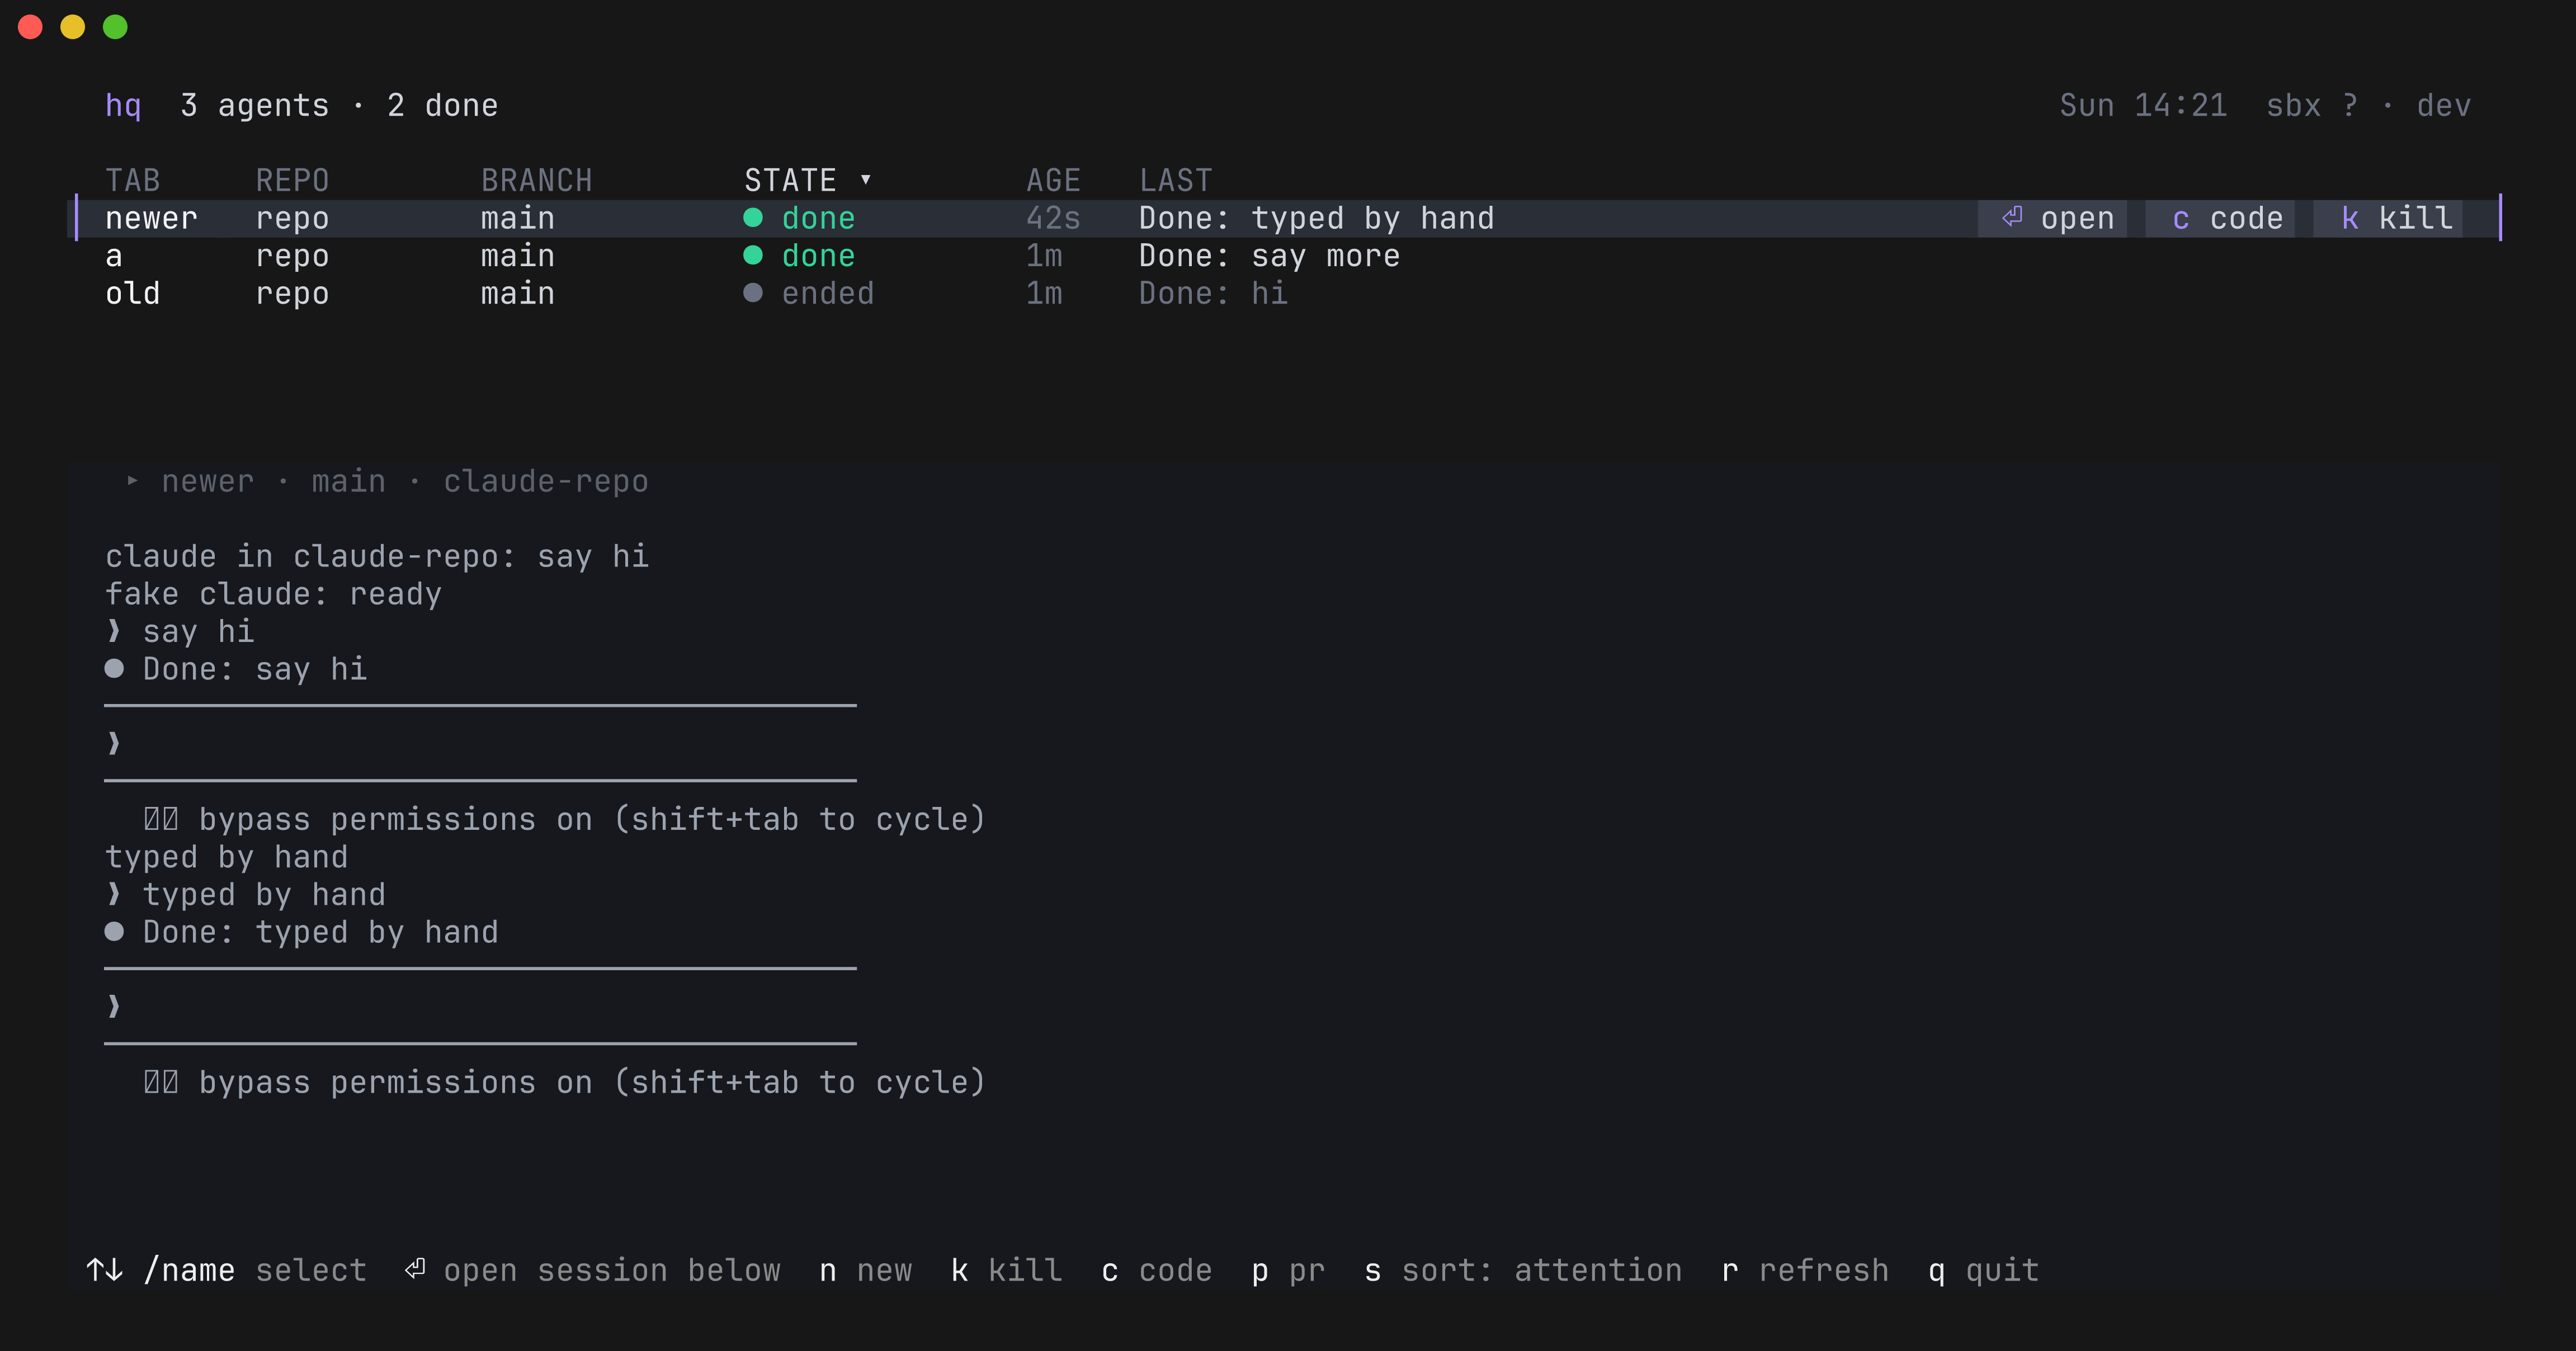 hq  3 agents · 2 done  Sun 14:21  sbx ? · dev
TAB  REPO  BRANCH  STATE ▾  AGE  LAST
newer  repo  main  ● done  42s  Done: typed by hand  ⏎ open  c code  k kill
a  repo  main  ● done  1m  Done: say more
old  repo  main  ● ended  1m  Done: hi
▸ newer · main · claude-repo
claude in claude-repo: say hi
fake claude: ready
❯ say hi
● Done: say hi
❯
bypass permissions on (shift+tab to cycle)
typed by hand
❯ typed by hand
● Done: typed by hand
❯
bypass permissions on (shift+tab to cycle)
↑↓ /name select  ⏎ open session below  n new  k kill  c code  p pr  s sort: attention  r refresh  q quit